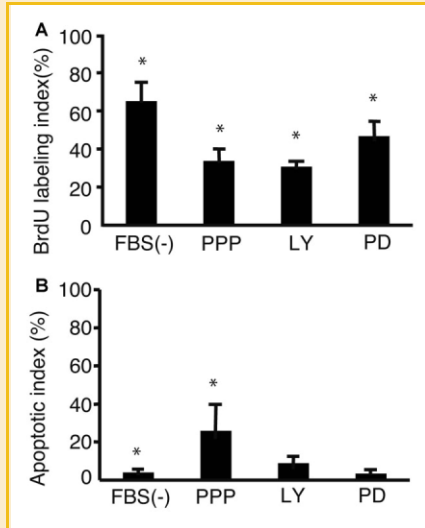 A
BrdU labeling index(%)
100
80
60
40
20
0
* * * *
FBS(-) PPP LY PD
B
Apoptotic index (%)
100
80
60
40
20
0
* *
FBS(-) PPP LY PD